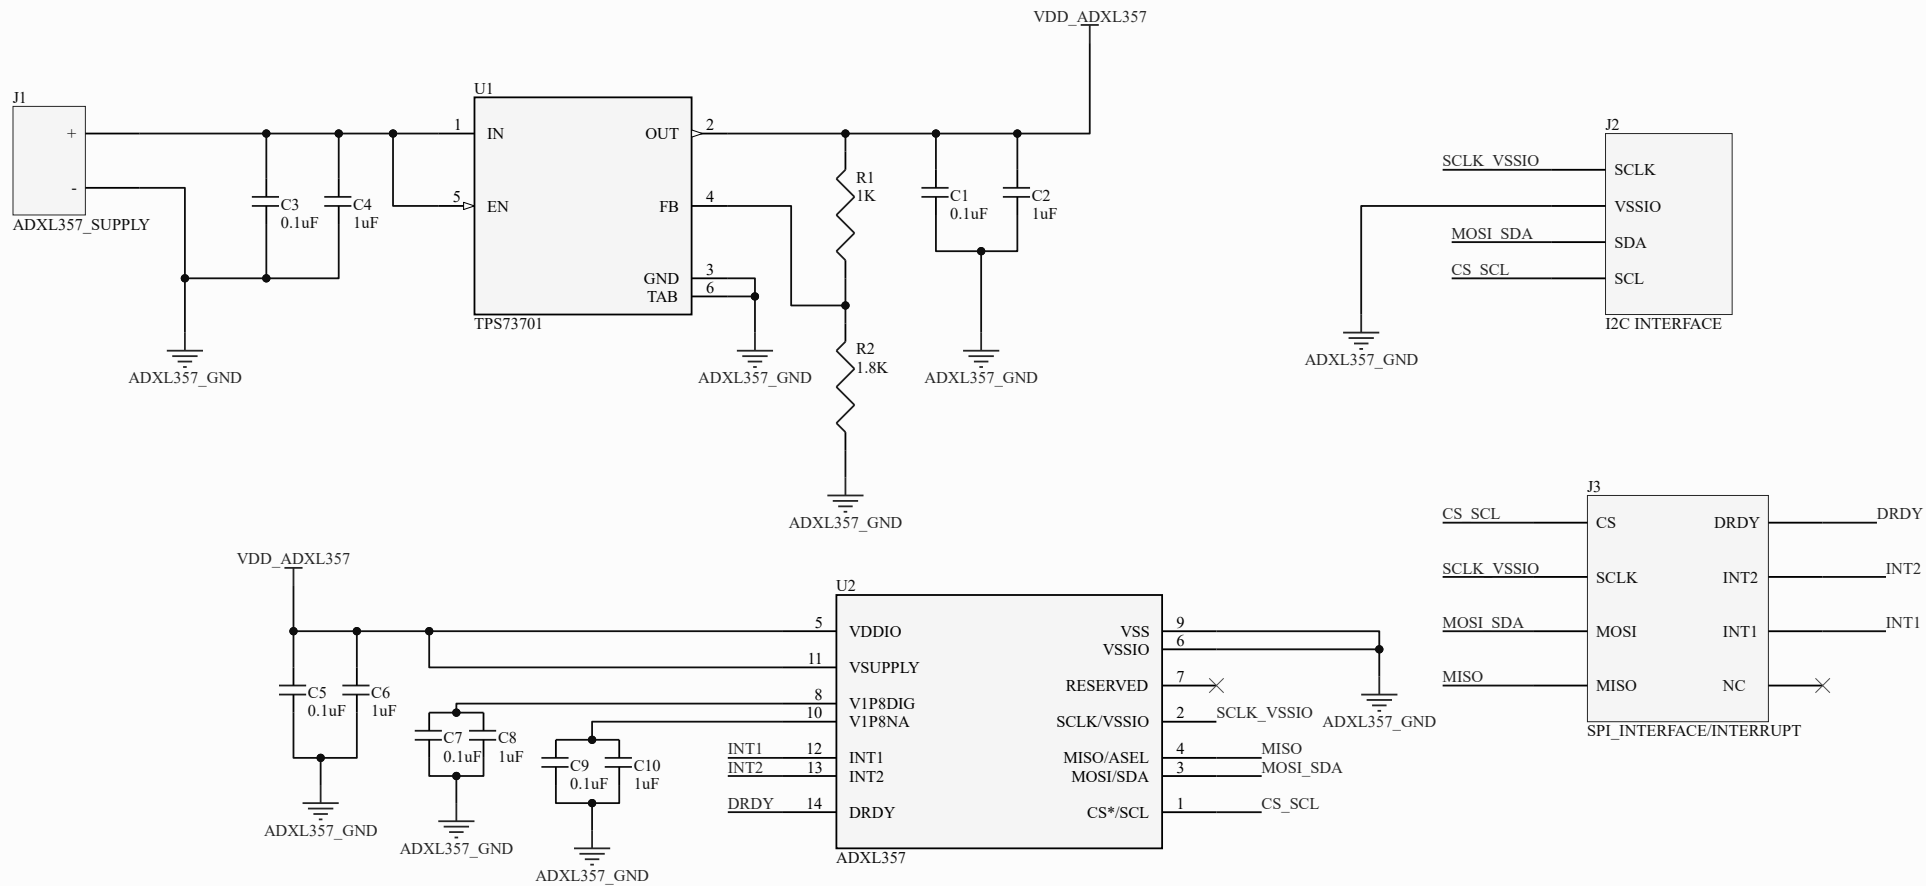 VDD_ADXL357
J1
+
-
ADXL357_SUPPLY
C3
0.1uF
C4
1uF
ADXL357_GND
U1
1
IN
5
EN
OUT
2
FB
4
GND
3
TAB
6
TPS73701
ADXL357_GND
R1
1K
R2
1.8K
ADXL357_GND
C1
0.1uF
C2
1uF
ADXL357_GND
J2
SCLK_VSSIO
SCLK
VSSIO
MOSI_SDA
SDA
CS_SCL
SCL
I2C INTERFACE
ADXL357_GND
J3
CS_SCL
CS
DRDY
DRDY
SCLK_VSSIO
SCLK
INT2
INT2
MOSI_SDA
MOSI
INT1
INT1
MISO
MISO
NC
SPI_INTERFACE/INTERRUPT
VDD_ADXL357
C5
0.1uF
C6
1uF
ADXL357_GND
C7
0.1uF
C8
1uF
ADXL357_GND
C9
0.1uF
C10
1uF
ADXL357_GND
U2
5
VDDIO
11
VSUPPLY
8
V1P8DIG
10
V1P8NA
INT1
12
INT1
INT2
13
INT2
DRDY
14
DRDY
VSS
9
VSSIO
6
RESERVED
7
SCLK/VSSIO
2
SCLK_VSSIO
MISO/ASEL
4
MISO
MOSI/SDA
3
MOSI_SDA
CS*/SCL
1
CS_SCL
ADXL357
ADXL357_GND